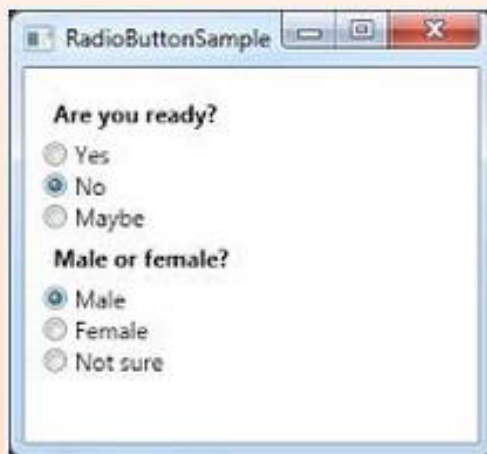 RadioButtonSample
Are you ready?
Yes
No
Maybe
Male or female?
Male
Female
Not sure